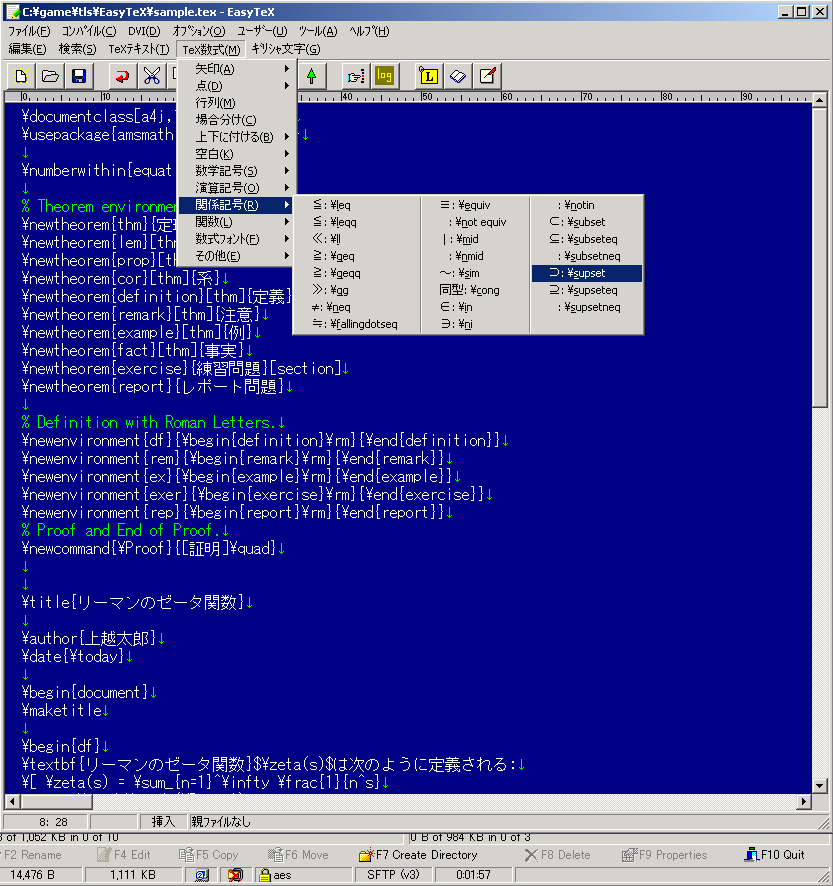 C:¥game¥tls¥EasyTeX¥sample.tex - EasyTeX
ファイル(F) コンパイル(C) DVI(D) オプション(O) ユーザー(U) ツール(A) ヘルプ(H)
編集(E) 検索(S) TeXテキスト(T) TeX数式(M) ギリシャ文字(G)
log
0 10 40 50 60 70 80 90
矢印(A)
点(D)
行列(M)
場合分け(C)
上下に付ける(B)
空白(K)
数学記号(S)
演算記号(O)
関係記号(R)
関数(L)
数式フォント(F)
その他(E)
≦: ¥leq
≦: ¥leqq
≪: ¥ll
≧: ¥geq
≧: ¥geqq
≫: ¥gg
≠: ¥neq
≒: ¥fallingdotseq
≡: ¥equiv
: ¥not equiv
|: ¥mid
: ¥nmid
～: ¥sim
同型: ¥cong
∈: ¥in
∋: ¥ni
: ¥notin
⊂: ¥subset
⊆: ¥subseteq
: ¥subsetneq
⊃: ¥supset
⊇: ¥supseteq
: ¥supsetneq
¥documentclass[a4j,
¥usepackage{amsmath
↓
¥numberwithin{equat
↓
% Theorem environme
¥newtheorem{thm}{定
¥newtheorem{lem}[thm]
¥newtheorem{prop}[thm]
¥newtheorem{cor}[thm]{系}↓
¥newtheorem{definition}[thm]{定義}
¥newtheorem{remark}[thm]{注意}
¥newtheorem{example}[thm]{例}↓
¥newtheorem{fact}[thm]{事実}↓
¥newtheorem{exercise}{練習問題}[section]↓
¥newtheorem{report}{レポート問題}↓
↓
% Definition with Roman Letters.↓
¥newenvironment{df}{¥begin{definition}¥rm}{¥end{definition}}↓
¥newenvironment{rem}{¥begin{remark}¥rm}{¥end{remark}}↓
¥newenvironment{ex}{¥begin{example}¥rm}{¥end{example}}↓
¥newenvironment{exer}{¥begin{exercise}¥rm}{¥end{exercise}}↓
¥newenvironment{rep}{¥begin{report}¥rm}{¥end{report}}↓
% Proof and End of Proof.↓
¥newcommand{¥Proof}{[証明]¥quad}↓
↓
↓
¥title{リーマンのゼータ関数}↓
↓
¥author{上越太郎}↓
¥date{¥today}↓
↓
¥begin{document}↓
¥maketitle↓
↓
¥begin{df}↓
¥textbf{リーマンのゼータ関数}$¥zeta(s)$は次のように定義される:↓
¥[ ¥zeta(s) = ¥sum_{n=1}^¥infty ¥frac{1}{n^s}↓
8: 28 挿入 親ファイルなし
of 1,052 KB in 0 of 10 0 B of 984 KB in 0 of 3
F2 Rename F4 Edit F5 Copy F6 Move F7 Create Directory F8 Delete F9 Properties F10 Quit
14,476 B 1,111 KB aes SFTP (v3) 0:01:57